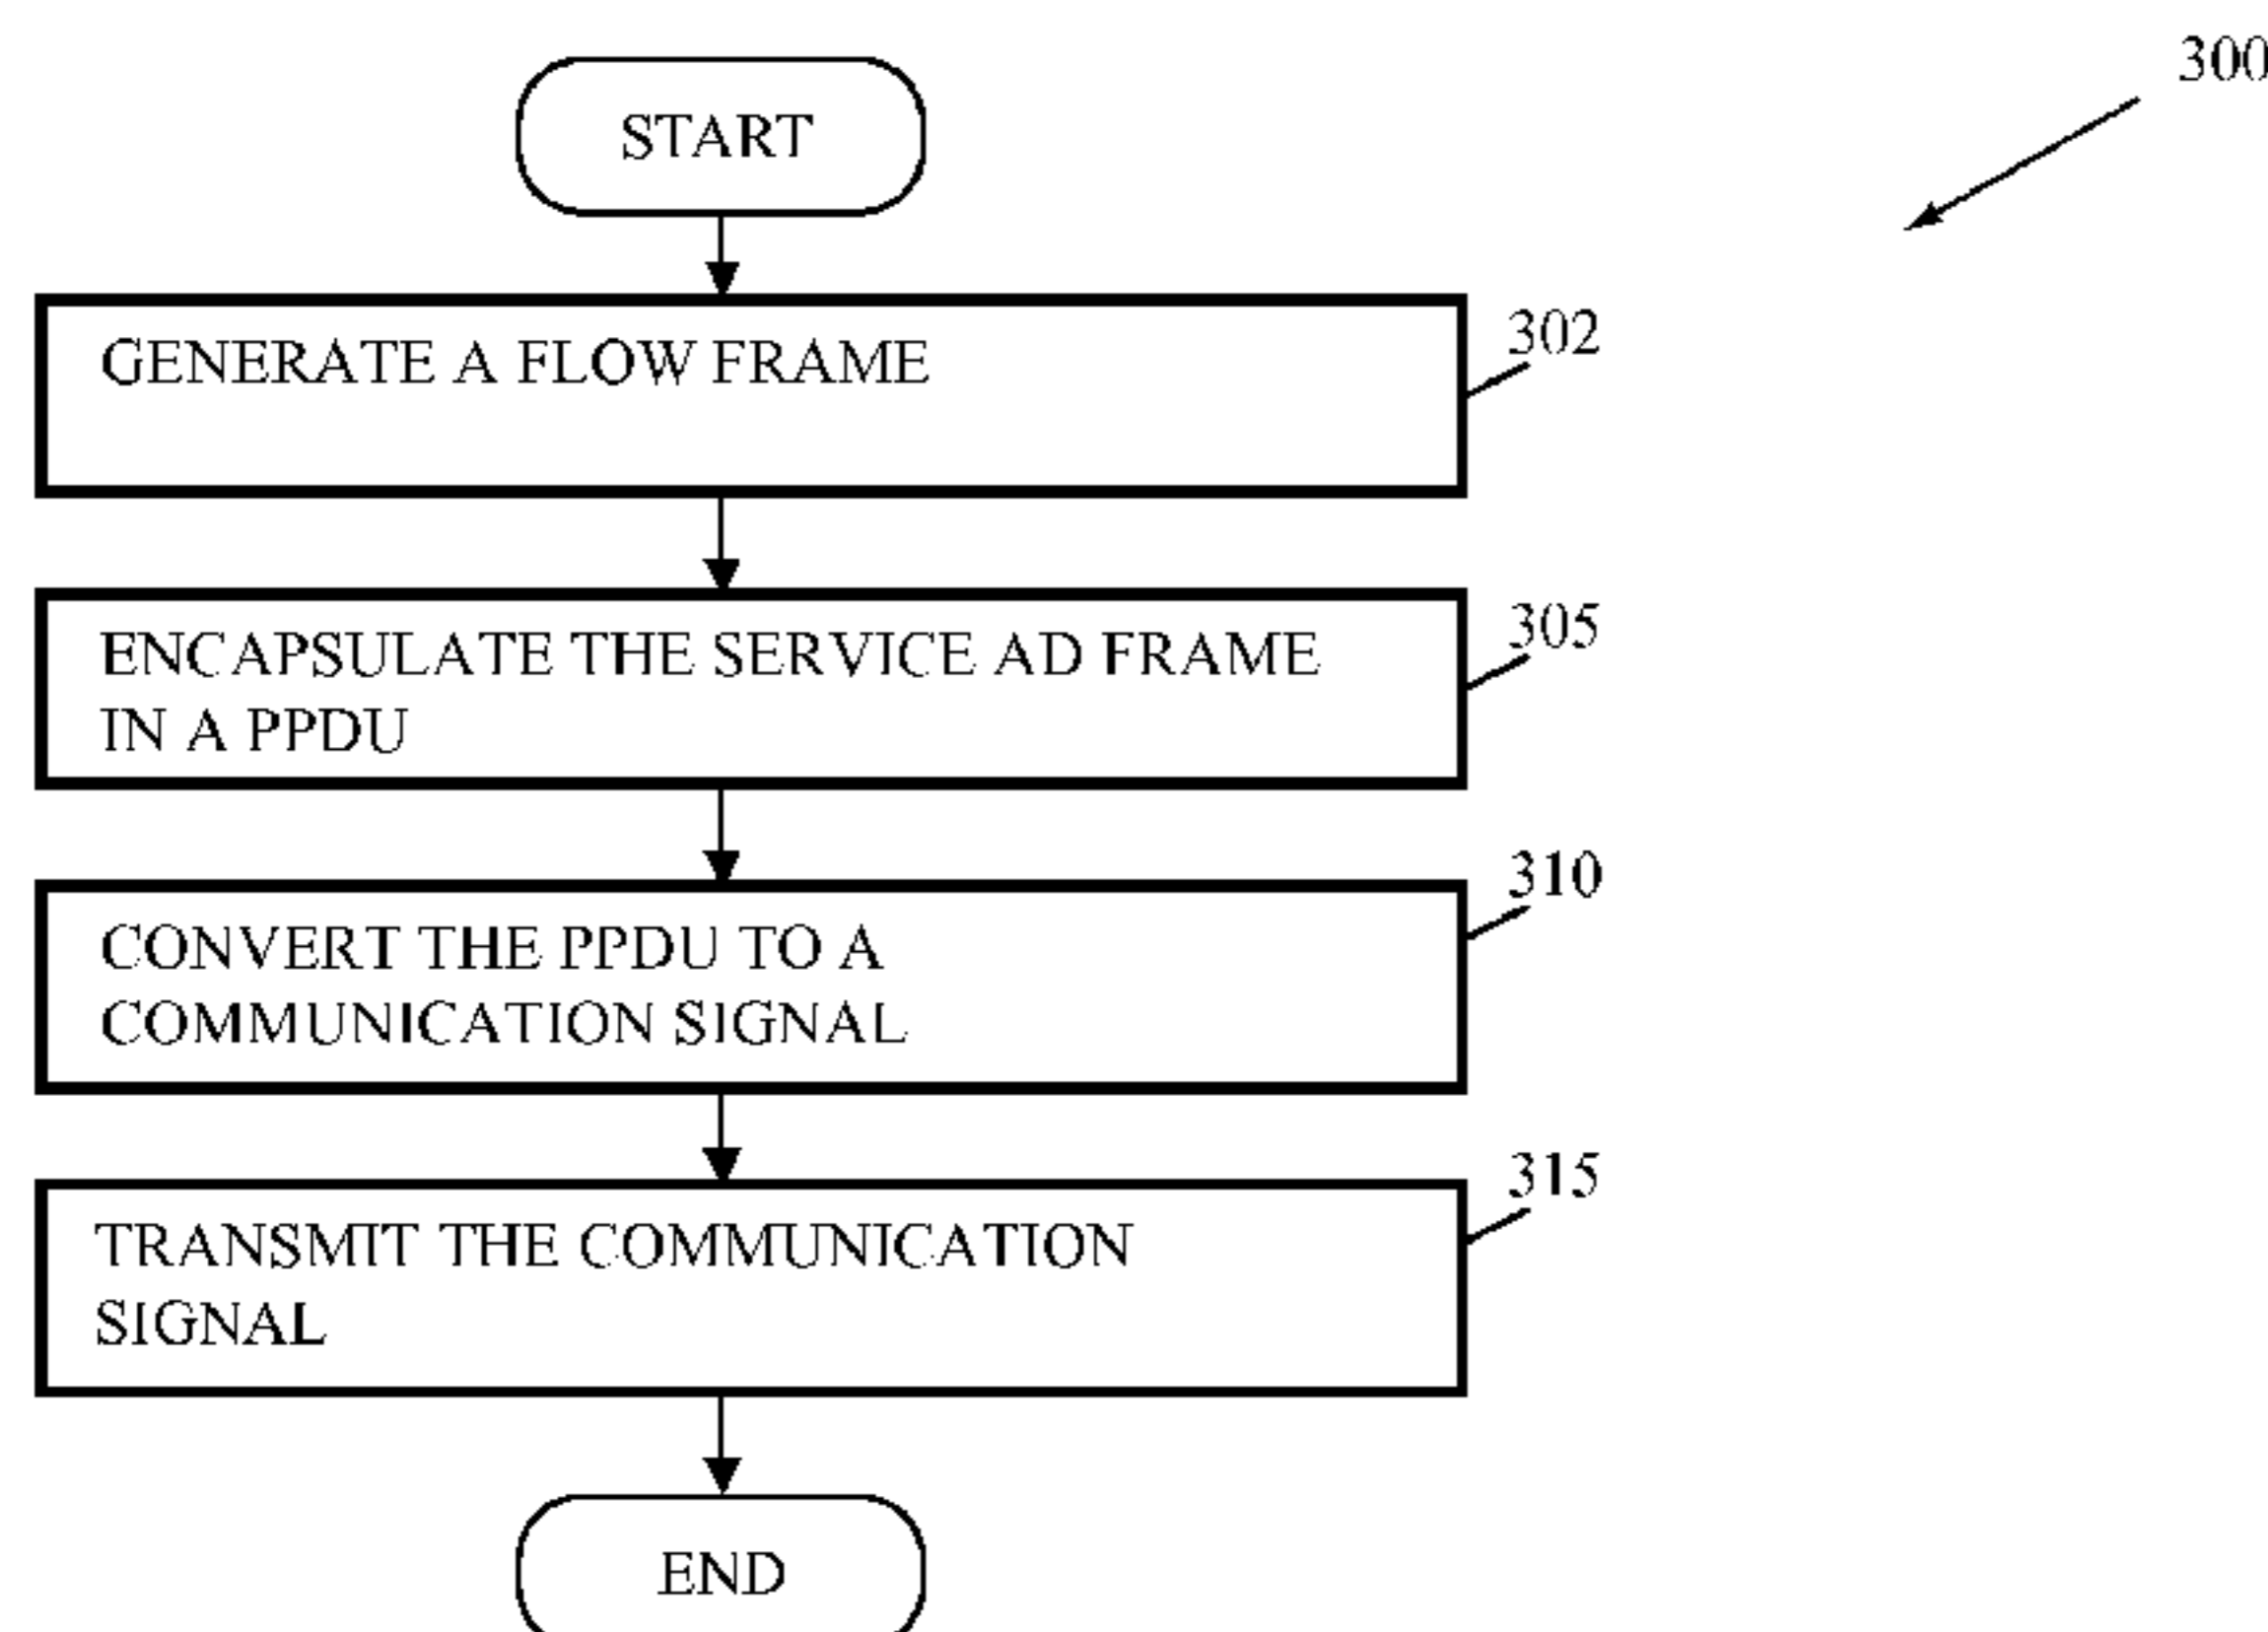 300
START
GENERATE A FLOW FRAME
302
ENCAPSULATE THE SERVICE AD FRAME
IN A PPDU
305
CONVERT THE PPDU TO A
COMMUNICATION SIGNAL
310
TRANSMIT THE COMMUNICATION
SIGNAL
315
END